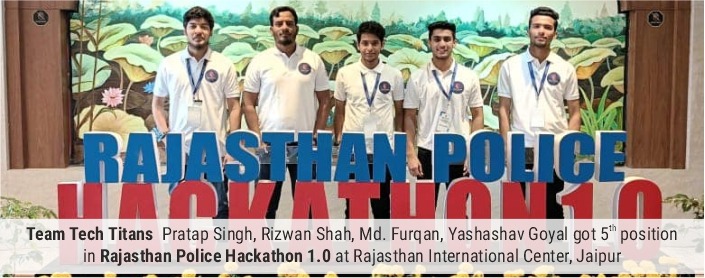 RAJASTHAN POLICE
HACKATHON 1.0
Team Tech Titans Pratap Singh, Rizwan Shah, Md. Furqan, Yashashav Goyal got 5th position
in Rajasthan Police Hackathon 1.0 at Rajasthan International Center, Jaipur